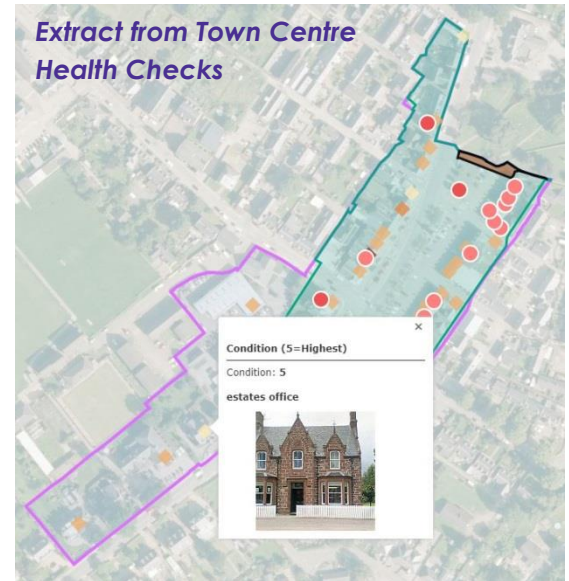 Extract from Town Centre
Health Checks
×
Condition (5=Highest)
Condition: 5
estates office